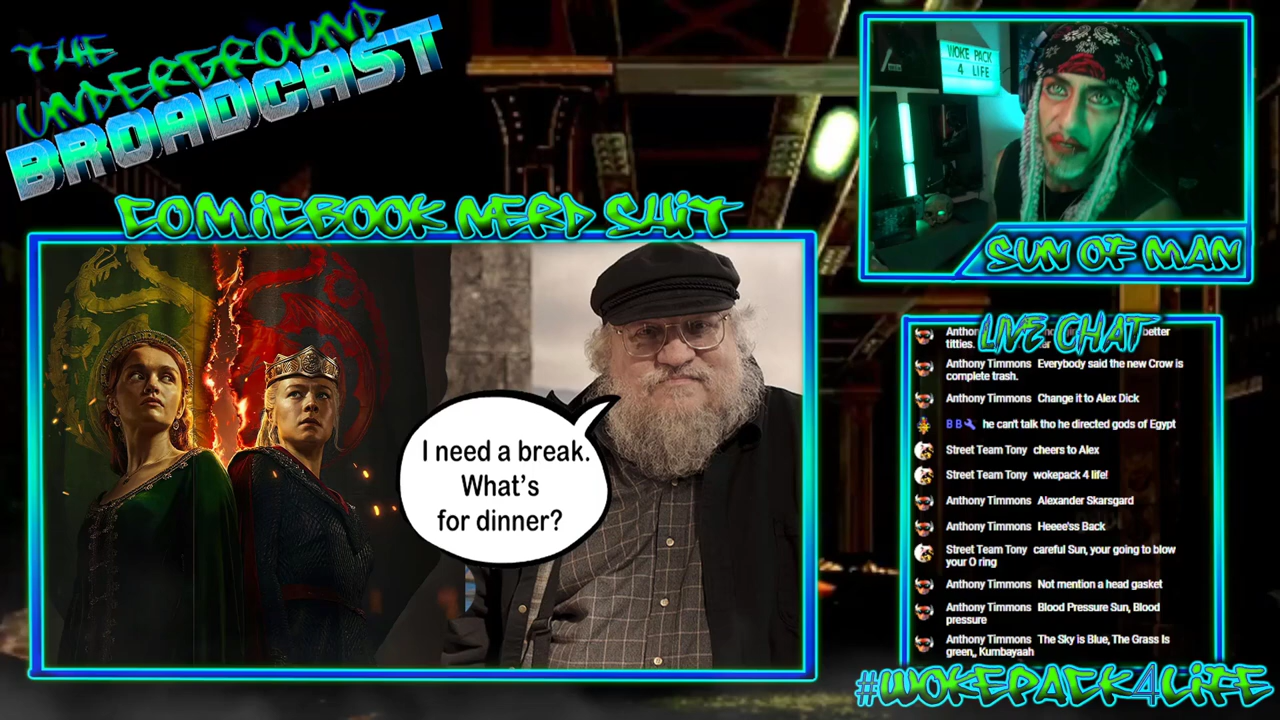 THE
UNDERGROUND
BROADCAST
COMICBOOK NERD SHIT
I need a break.
What's
for dinner?
WOKE PACK
4 LIFE
SUN OF MAN
LIVE CHAT
better
titties.
Anthony Timmons Everybody said the new Crow is
complete trash.
Anthony Timmons Change it to Alex Dick
B B he can't talk tho he directed gods of Egypt
Street Team Tony cheers to Alex
Street Team Tony wokepack 4 life!
Anthony Timmons Alexander Skarsgard
Anthony Timmons Heeee'ss Back
Street Team Tony careful Sun, your going to blow
your O ring
Anthony Timmons Not mention a head gasket
Anthony Timmons Blood Pressure Sun, Blood
pressure
Anthony Timmons The Sky is Blue, The Grass Is
green,, Kumbayaah
#WOKEPACK4LIFE